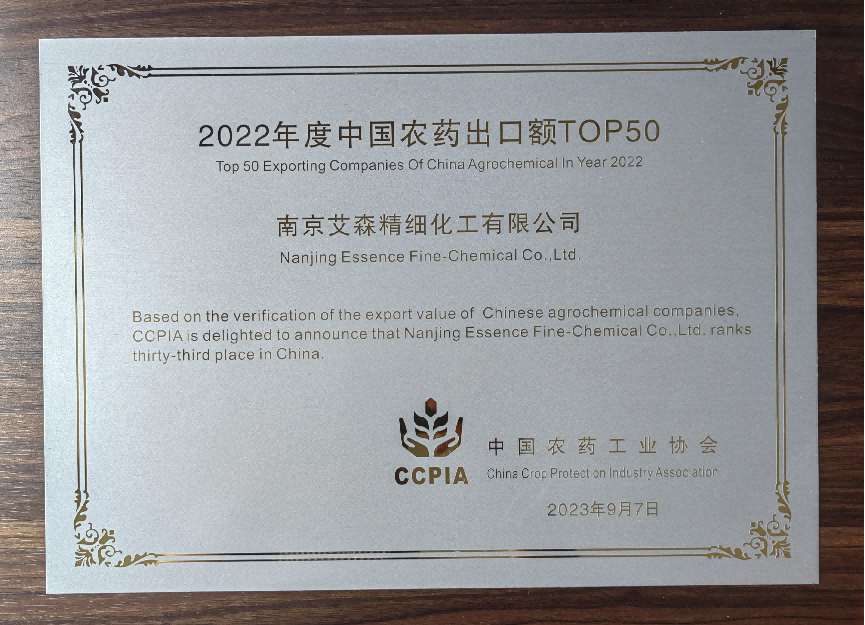 2022年度中国农药出口额TOP50
Top 50 Exporting Companies Of China Agrochemical In Year 2022
南京艾森精细化工有限公司
Nanjing Essence Fine-Chemical Co.,Ltd.
Based on the verification of the export value of Chinese agrochemical companies,
CCPIA is delighted to announce that Nanjing Essence Fine-Chemical Co.,Ltd. ranks
thirty-third place in China.
CCPIA
中国农药工业协会
China Crop Protection Industry Association
2023年9月7日